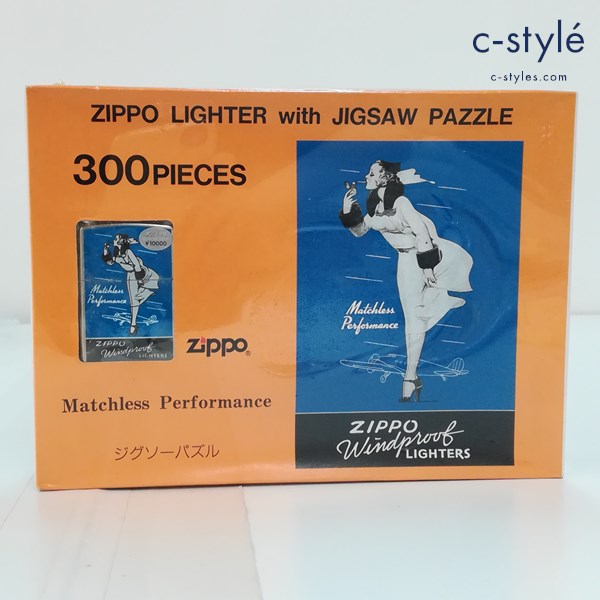 c-stylé
c-styles.com
ZIPPO LIGHTER with JIGSAW PAZZLE
300PIECES
¥10000
Matchless
Performance
ZIPPO
Windproof
LIGHTERS
Zippo®
Matchless Performance
ジグソーパズル
Matchless
Performance
ZIPPO
Windproof
LIGHTERS